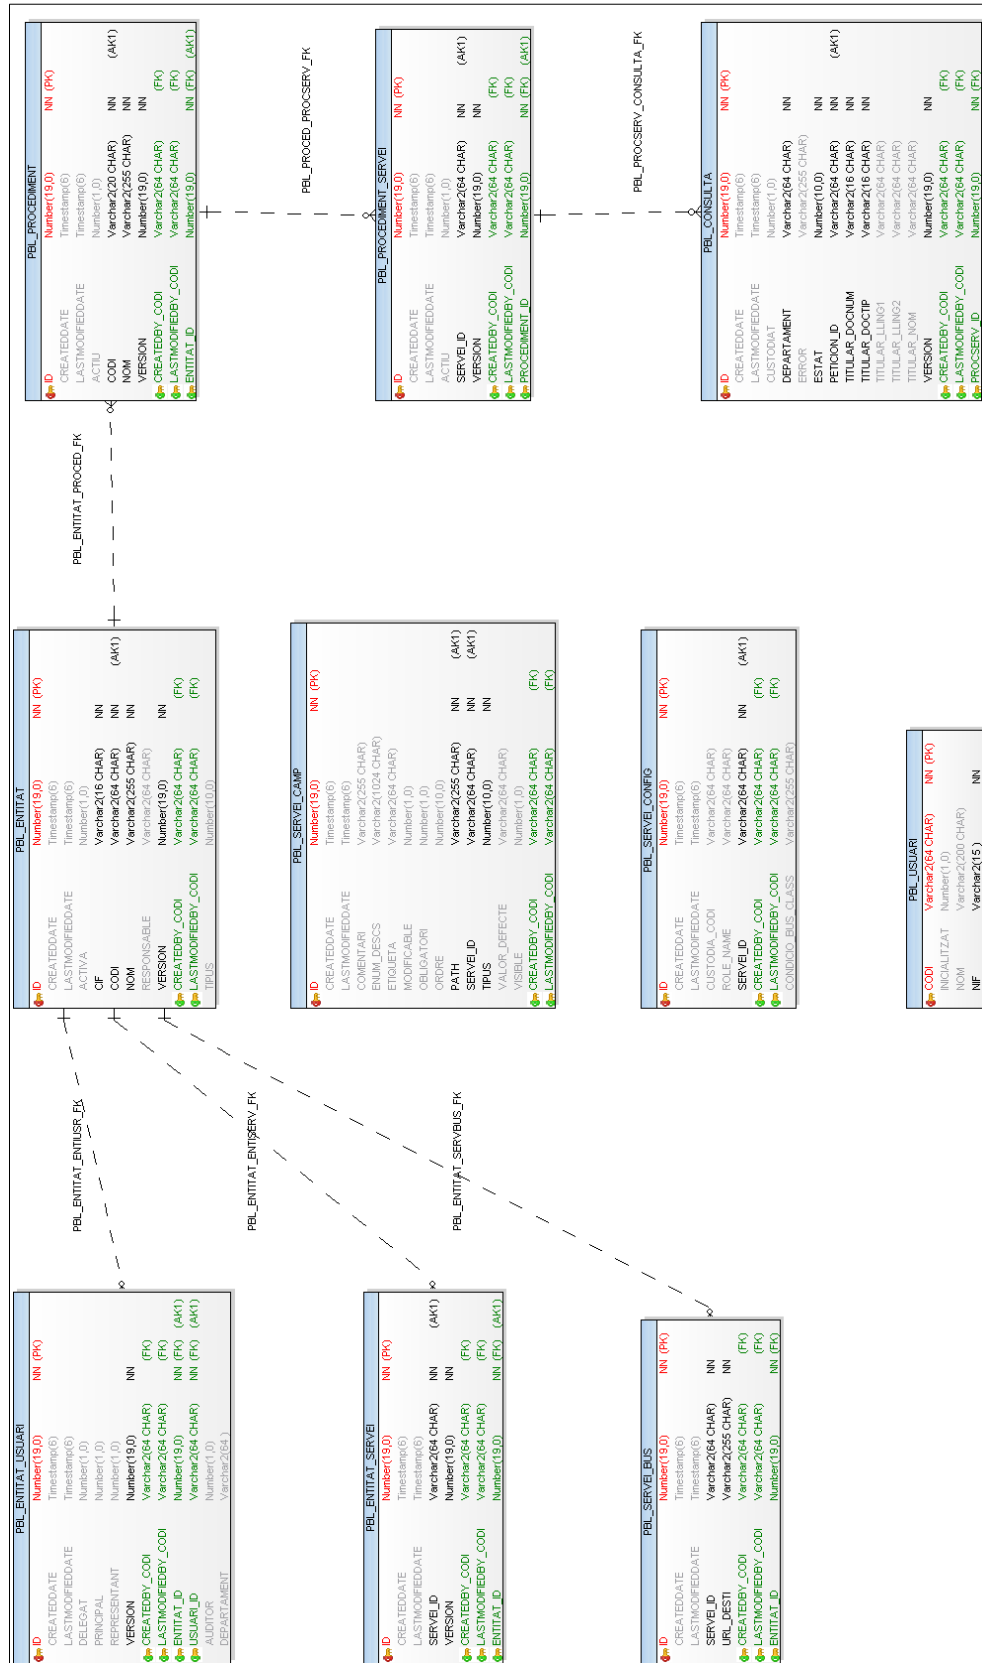 PBL_ENTITAT_USUARI
ID Number(19,0) NN (PK)
CREATEDDATE Timestamp(6)
LASTMODIFIEDDATE Timestamp(6)
DELEGAT Number(1,0)
PRINCIPAL Number(1,0)
REPRESENTANT Number(1,0)
VERSION Number(19,0) NN
CREATEDBY_CODI Varchar2(64 CHAR) (FK)
LASTMODIFIEDBY_CODI Varchar2(64 CHAR) (FK)
ENTITAT_ID Number(19,0) NN (FK) (AK1)
USUARI_ID Varchar2(64 CHAR) NN (FK) (AK1)
AUDITOR Number(1,0)
DEPARTAMENT Varchar2(64 )
PBL_ENTITAT_ENTIUSR_FK
PBL_ENTITAT
ID Number(19,0) NN (PK)
CREATEDDATE Timestamp(6)
LASTMODIFIEDDATE Timestamp(6)
ACTIVA Number(1,0)
CIF Varchar2(16 CHAR) NN
CODI Varchar2(64 CHAR) NN (AK1)
NOM Varchar2(255 CHAR) NN
RESPONSABLE Varchar2(64 CHAR)
VERSION Number(19,0) NN
CREATEDBY_CODI Varchar2(64 CHAR) (FK)
LASTMODIFIEDBY_CODI Varchar2(64 CHAR) (FK)
TIPUS Number(10,0)
PBL_ENTITAT_PROCED_FK
PBL_PROCEDIMENT
ID Number(19,0) NN (PK)
CREATEDDATE Timestamp(6)
LASTMODIFIEDDATE Timestamp(6)
ACTIU Number(1,0)
CODI Varchar2(20 CHAR) NN (AK1)
NOM Varchar2(255 CHAR) NN
VERSION Number(19,0) NN
CREATEDBY_CODI Varchar2(64 CHAR) (FK)
LASTMODIFIEDBY_CODI Varchar2(64 CHAR) (FK)
ENTITAT_ID Number(19,0) NN (FK) (AK1)
PBL_ENTITAT_ENTISERV_FK
PBL_PROCED_PROCSERV_FK
PBL_ENTITAT_SERVEI
ID Number(19,0) NN (PK)
CREATEDDATE Timestamp(6)
LASTMODIFIEDDATE Timestamp(6)
SERVEI_ID Varchar2(64 CHAR) NN (AK1)
VERSION Number(19,0) NN
CREATEDBY_CODI Varchar2(64 CHAR) (FK)
LASTMODIFIEDBY_CODI Varchar2(64 CHAR) (FK)
ENTITAT_ID Number(19,0) NN (FK) (AK1)
PBL_ENTITAT_SERVBUS_FK
PBL_SERVEI_CAMP
ID Number(19,0) NN (PK)
CREATEDDATE Timestamp(6)
LASTMODIFIEDDATE Timestamp(6)
COMENTARI Varchar2(255 CHAR)
ENUM_DESCS Varchar2(1024 CHAR)
ETIQUETA Varchar2(64 CHAR)
MODIFICABLE Number(1,0)
OBLIGATORI Number(1,0)
ORDRE Number(10,0)
PATH Varchar2(255 CHAR) NN (AK1)
SERVEI_ID Varchar2(64 CHAR) NN (AK1)
TIPUS Number(10,0) NN
VALOR_DEFECTE Varchar2(64 CHAR)
VISIBLE Number(1,0)
CREATEDBY_CODI Varchar2(64 CHAR) (FK)
LASTMODIFIEDBY_CODI Varchar2(64 CHAR) (FK)
PBL_PROCEDIMENT_SERVEI
ID Number(19,0) NN (PK)
CREATEDDATE Timestamp(6)
LASTMODIFIEDDATE Timestamp(6)
ACTIU Number(1,0)
SERVEI_ID Varchar2(64 CHAR) NN (AK1)
VERSION Number(19,0) NN
CREATEDBY_CODI Varchar2(64 CHAR) (FK)
LASTMODIFIEDBY_CODI Varchar2(64 CHAR) (FK)
PROCEDIMENT_ID Number(19,0) NN (FK) (AK1)
PBL_PROCSERV_CONSULTA_FK
PBL_SERVEI_BUS
ID Number(19,0) NN (PK)
CREATEDDATE Timestamp(6)
LASTMODIFIEDDATE Timestamp(6)
SERVEI_ID Varchar2(64 CHAR) NN
URL_DESTI Varchar2(255 CHAR) NN
CREATEDBY_CODI Varchar2(64 CHAR) (FK)
LASTMODIFIEDBY_CODI Varchar2(64 CHAR) (FK)
ENTITAT_ID Number(19,0) NN (FK)
PBL_SERVEI_CONFIG
ID Number(19,0) NN (PK)
CREATEDDATE Timestamp(6)
LASTMODIFIEDDATE Timestamp(6)
CUSTODIA_CODI Varchar2(64 CHAR)
ROLE_NAME Varchar2(64 CHAR)
SERVEI_ID Varchar2(64 CHAR) NN (AK1)
CREATEDBY_CODI Varchar2(64 CHAR) (FK)
LASTMODIFIEDBY_CODI Varchar2(64 CHAR) (FK)
CONDICIO_BUS_CLASS Varchar2(255 CHAR)
PBL_CONSULTA
ID Number(19,0) NN (PK)
CREATEDDATE Timestamp(6)
LASTMODIFIEDDATE Timestamp(6)
CUSTODIAT Number(1,0)
DEPARTAMENT Varchar2(64 CHAR) NN
ERROR Varchar2(255 CHAR)
ESTAT Number(10,0) NN
PETICION_ID Varchar2(64 CHAR) NN (AK1)
TITULAR_DOCNUM Varchar2(16 CHAR) NN
TITULAR_DOCTIP Varchar2(16 CHAR) NN
TITULAR_LLING1 Varchar2(64 CHAR)
TITULAR_LLING2 Varchar2(64 CHAR)
TITULAR_NOM Varchar2(64 CHAR)
VERSION Number(19,0) NN
CREATEDBY_CODI Varchar2(64 CHAR) (FK)
LASTMODIFIEDBY_CODI Varchar2(64 CHAR) (FK)
PROCSERV_ID Number(19,0) NN (FK)
PBL_USUARI
CODI Varchar2(64 CHAR) NN (PK)
INICIALITZAT Number(1,0)
NOM Varchar2(200 CHAR)
NIF Varchar2(15 ) NN